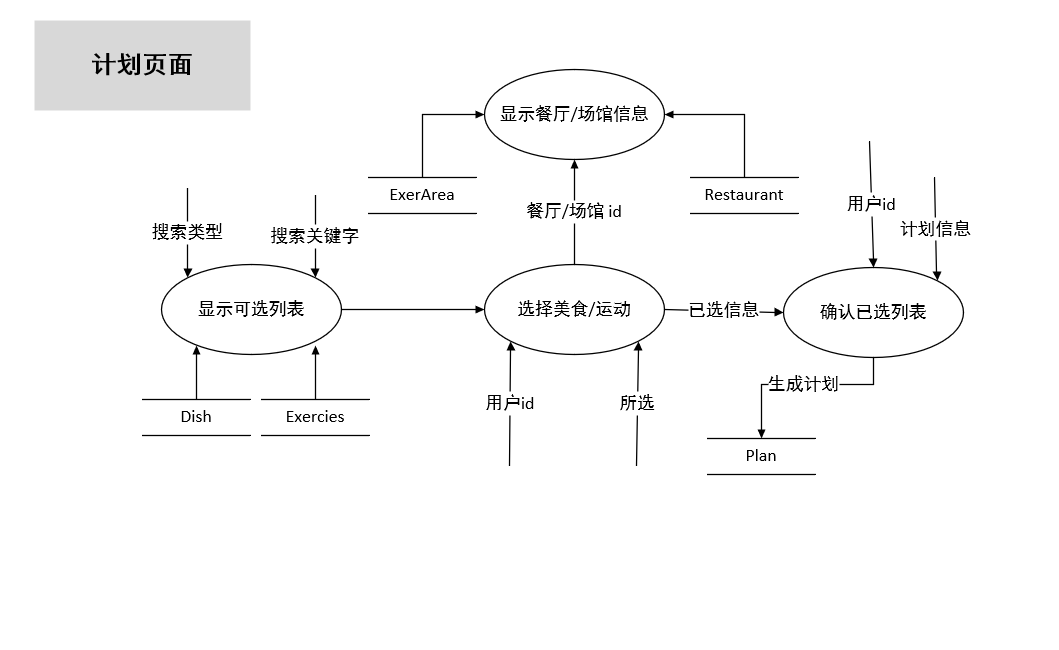 计划页面
显示餐厅/场馆信息
ExerArea
Restaurant
餐厅/场馆 id
用户id
计划信息
搜索类型
搜索关键字
显示可选列表
选择美食/运动
已选信息
确认已选列表
生成计划
Dish
Exercies
用户id
所选
Plan